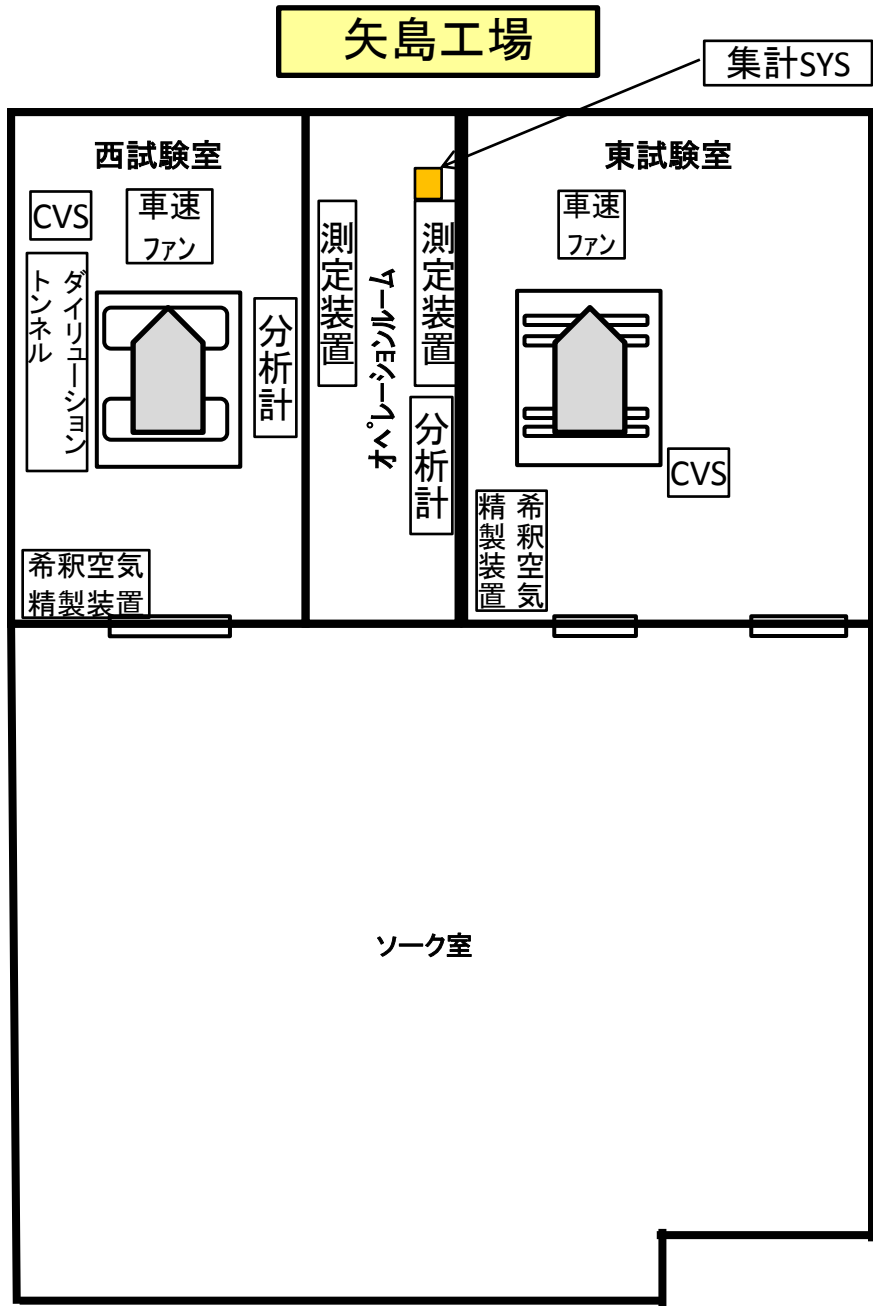 矢島工場
集計SYS
西試験室
東試験室
CVS
車速
ファン
ダイリューション
トンネル
分析計
測定装置
オペレーションルーム
測定装置
分析計
車速
ファン
CVS
希釈空気
精製装置
希釈空気
精製装置
ソーク室